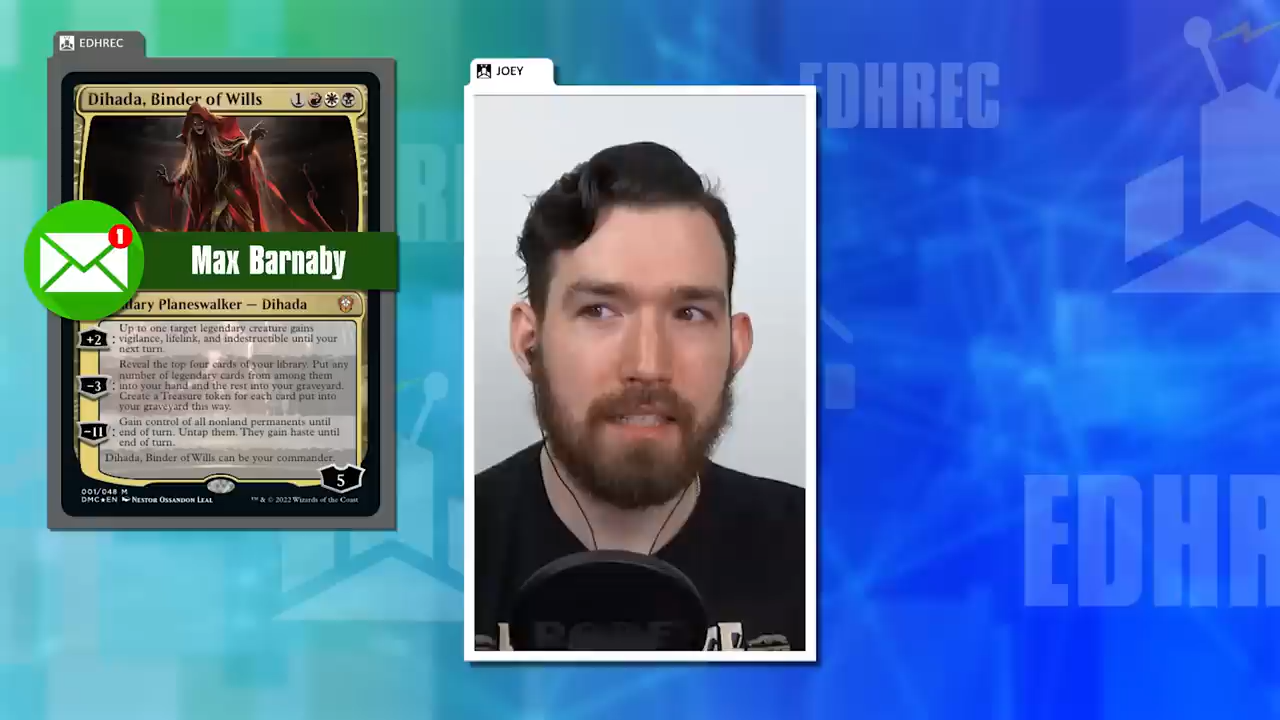 EDHREC
Dihada, Binder of Wills 1
1
Max Barnaby
dary Planeswalker — Dihada
+2 : Up to one target legendary creature gains
vigilance, lifelink, and indestructible until your
next turn.
-3 : Reveal the top four cards of your library. Put any
number of legendary cards from among them
into your hand and the rest into your graveyard.
Create a Treasure token for each card put into
your graveyard this way.
-11 : Gain control of all nonland permanents until
end of turn. Untap them. They gain haste until
end of turn.
Dihada, Binder of Wills can be your commander.
5
001/048 M
DMC★EN NESTOR OSSANDON LEAL
™ & © 2022 Wizards of the Coast
JOEY
EDHREC
EDHR